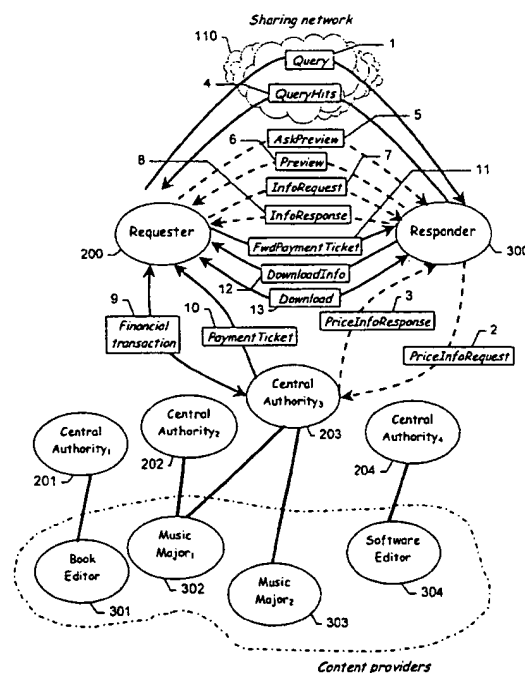 Sharing network
110
1
Query
4
QueryHits
5
AskPreview
6
Preview
7
8
InfoRequest
11
InfoResponse
Requester
200
FwdPaymentTicket
Responder
300
DownloadInfo
12
Download
13
9
10
3
Financial
transaction
PaymentTicket
PriceInfoResponse
2
PriceInfoRequest
Central
Authority3
203
Central
Authority1
201
Central
Authority2
202
Central
Authority4
204
Book
Editor
301
Music
Major1
302
Music
Major2
303
Software
Editor
304
Content providers